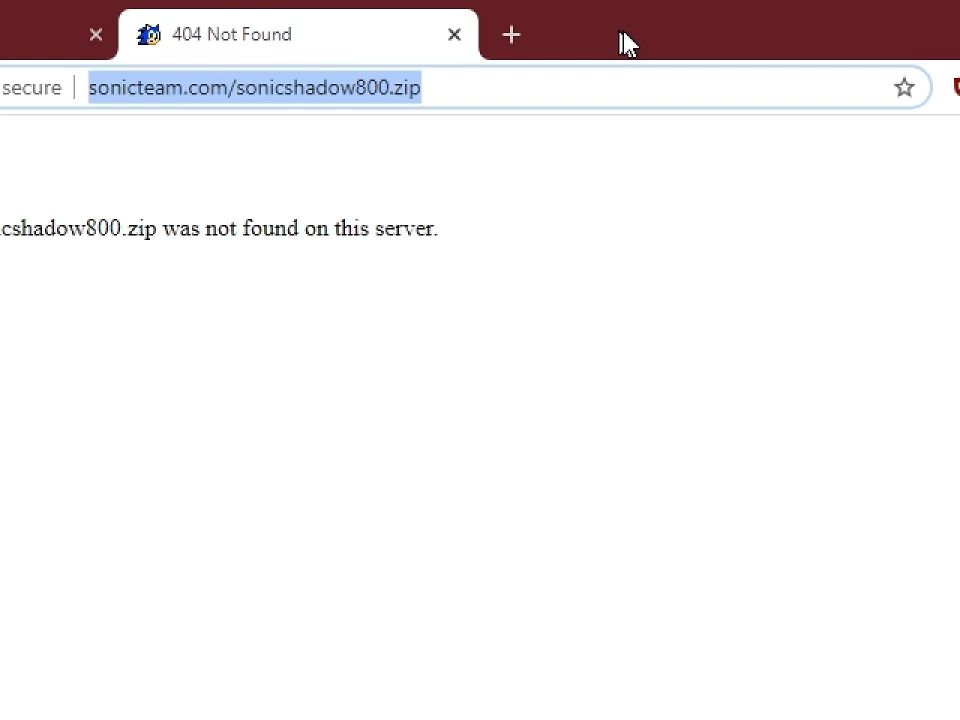 404 Not Found
secure
sonicteam.com/sonicshadow800.zip
cshadow800.zip was not found on this server.